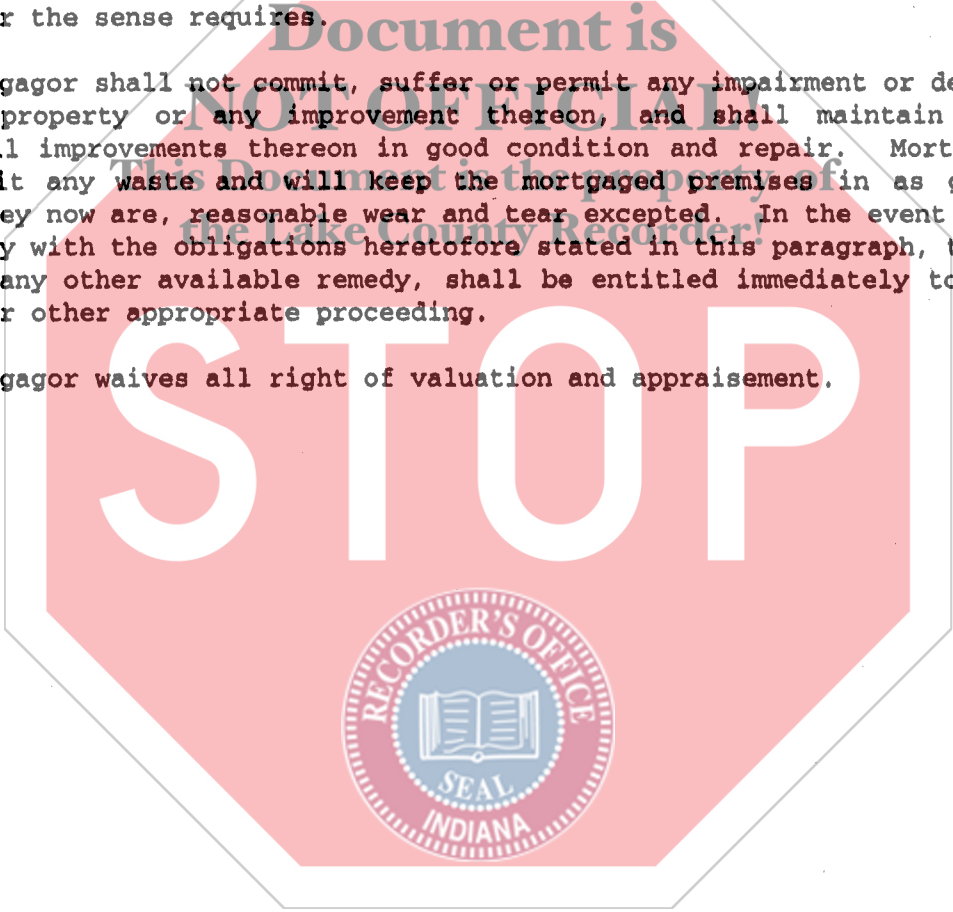 r the sense requires.
Document is
gagor shall not commit, suffer or permit any impairment or de
NOT OFFICIAL!
property or any improvement thereon, and shall maintain
l improvements thereon in good condition and repair. Mort
This Document is the property of
it any waste and will keep the mortgaged premises in as g
ey now are, reasonable wear and tear excepted. In the event
the Lake County Recorder!
y with the obligations heretofore stated in this paragraph, t
any other available remedy, shall be entitled immediately to
r other appropriate proceeding.
STOP
gagor waives all right of valuation and appraisement.
RECORDER'S OFFICE
SEAL
INDIANA